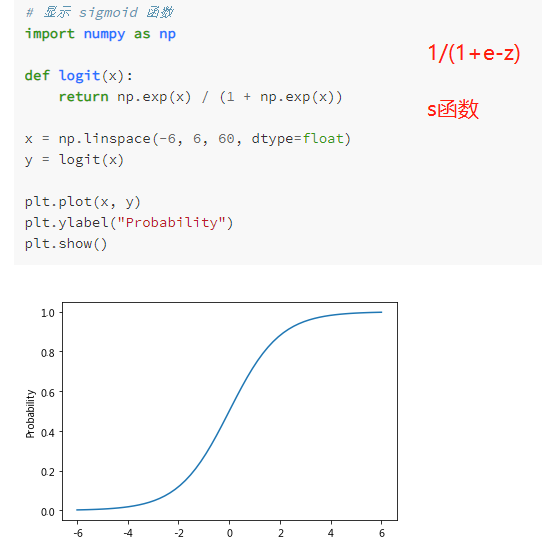 # 显示 sigmoid 函数
import numpy as np
def logit(x):
    return np.exp(x) / (1 + np.exp(x))
x = np.linspace(-6, 6, 60, dtype=float)
y = logit(x)
plt.plot(x, y)
plt.ylabel("Probability")
plt.show()
1/(1+e-z)
s函数
1.0
0.8
0.6
0.4
0.2
0.0
Probability
-6 -4 -2 0 2 4 6